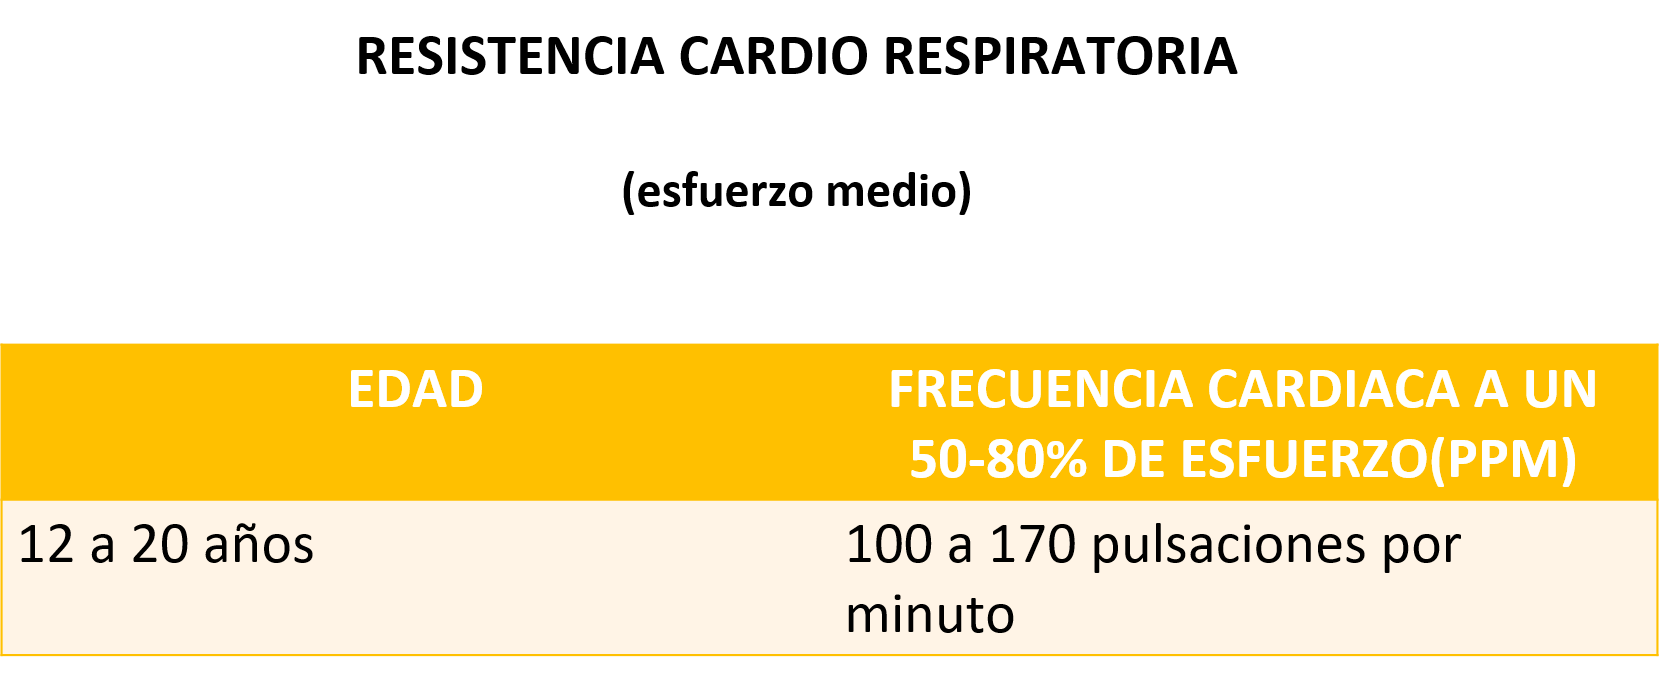 RESISTENCIA CARDIO RESPIRATORIA
(esfuerzo medio)
EDAD
FRECUENCIA CARDIACA A UN
50-80% DE ESFUERZO(PPM)
12 a 20 años
100 a 170 pulsaciones por
minuto